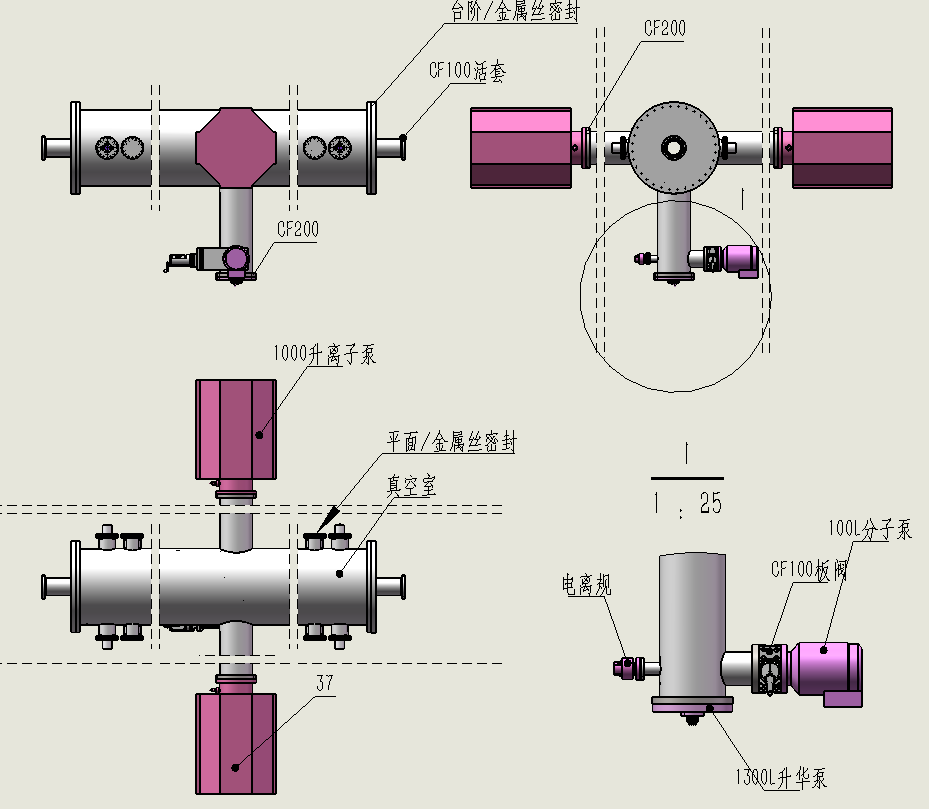 台阶/金属丝密封
CF100活套
CF200
CF200
I
1000升离子泵
平面/金属丝密封
真空室
37
I
1 : 25
100L分子泵
CF100板阀
电离规
1300L升华泵